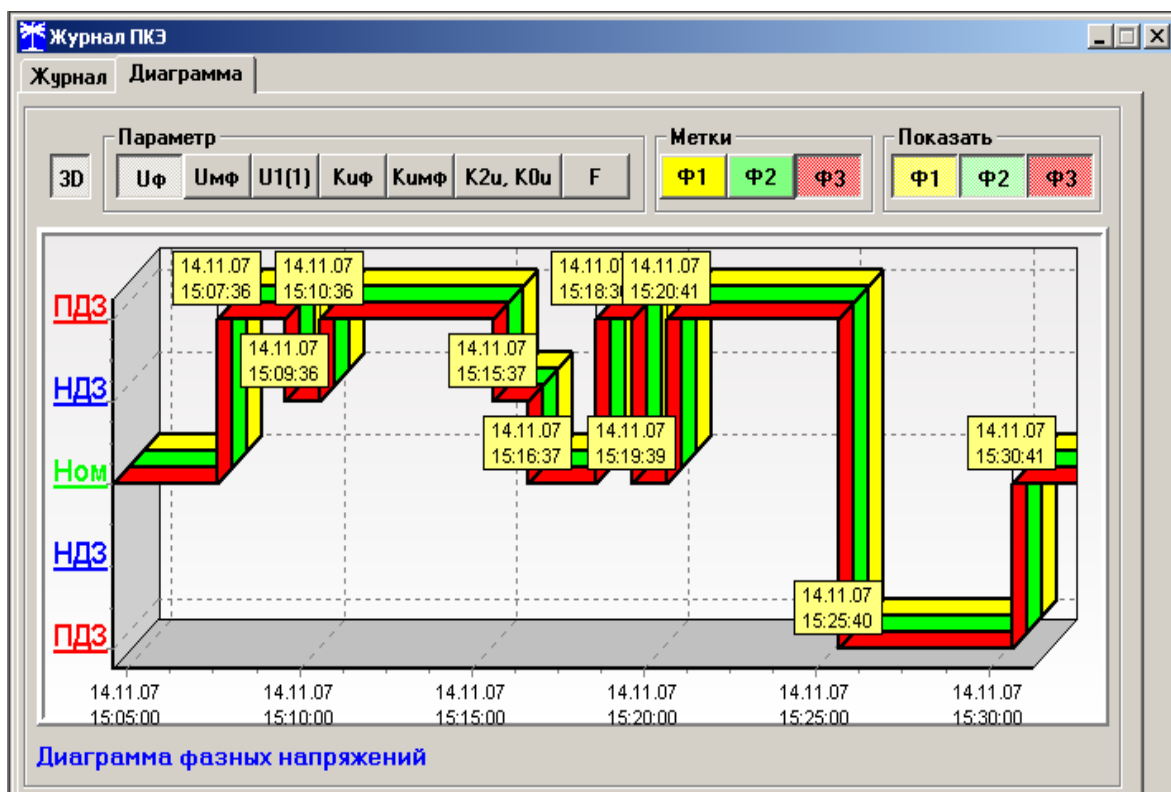 Журнал ПКЭ
Журнал Диаграмма
Параметр Метки Показать
3D Uф Uмф U1(1) Kuф Kuмф K2u, K0u F Ф1 Ф2 Ф3 Ф1 Ф2 Ф3
14.11.07
15:07:36
14.11.07
15:10:36
14.11.0
15:18:3
14.11.07
15:20:41
ПДЗ
14.11.07
15:09:36
14.11.07
15:15:37
НДЗ
14.11.07
15:16:37
14.11.07
15:19:39
14.11.07
15:30:41
Ном
НДЗ
14.11.07
15:25:40
ПДЗ
14.11.07 14.11.07 14.11.07 14.11.07 14.11.07 14.11.07
15:05:00 15:10:00 15:15:00 15:20:00 15:25:00 15:30:00
Диаграмма фазных напряжений